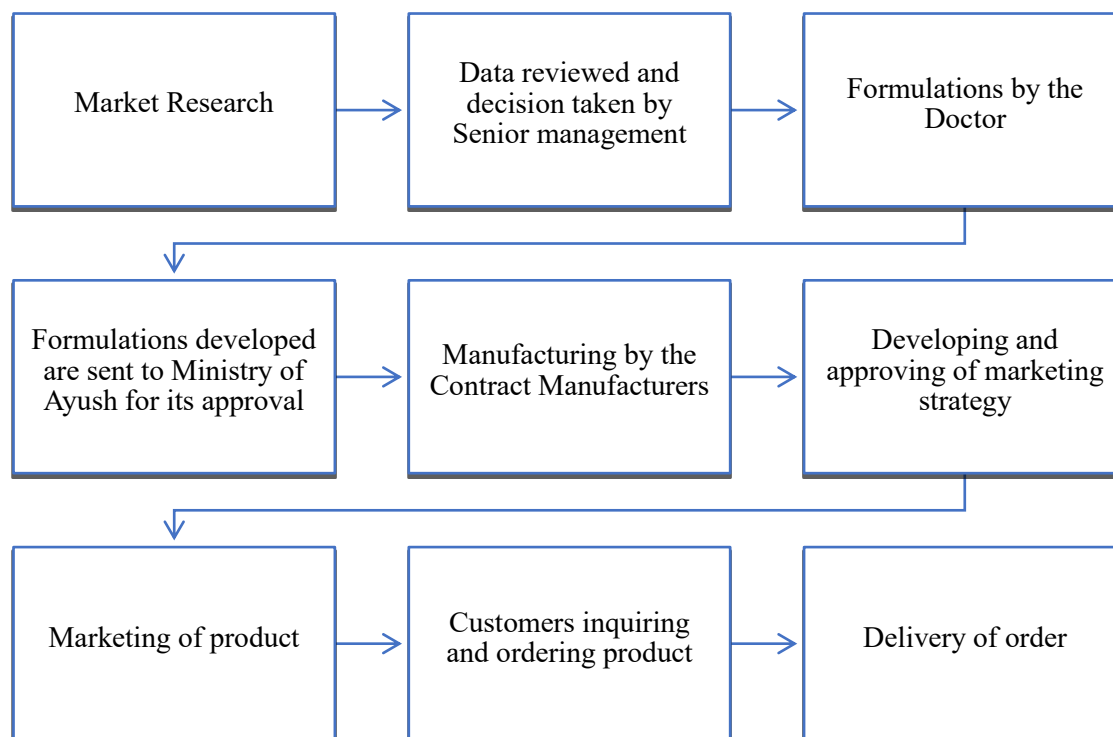 Market Research
Data reviewed and
decision taken by
Senior management
Formulations by the
Doctor
Formulations developed
are sent to Ministry of
Ayush for its approval
Manufacturing by the
Contract Manufacturers
Developing and
approving of marketing
strategy
Marketing of product
Customers inquiring
and ordering product
Delivery of order